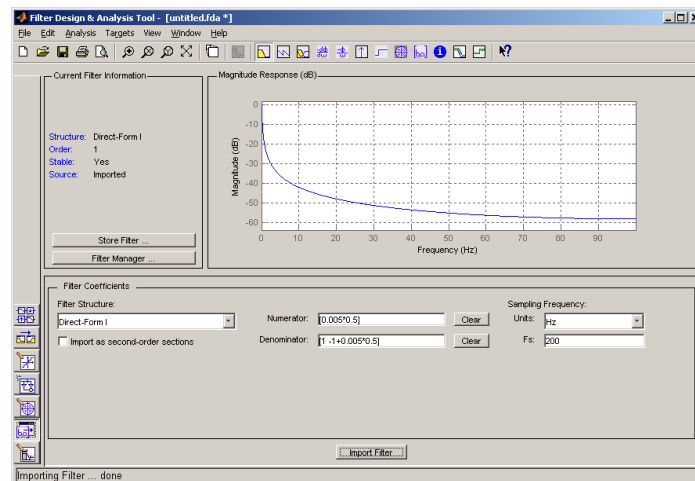 Filter Design & Analysis Tool - [untitled.fda *]
File Edit Analysis Targets View Window Help
Current Filter Information
Structure: Direct-Form I
Order: 1
Stable: Yes
Source: Imported
Store Filter ...
Filter Manager ...
Magnitude Response (dB)
0
-10
-20
-30
-40
-50
-60
Magnitude (dB)
0 10 20 30 40 50 60 70 80 90
Frequency (Hz)
Filter Coefficients
Filter Structure:
Direct-Form I
Import as second-order sections
Numerator: [0.005*0.5] Clear
Denominator: [1 -1+0.005*0.5] Clear
Sampling Frequency:
Units: Hz
Fs: 200
Import Filter
Importing Filter ... done